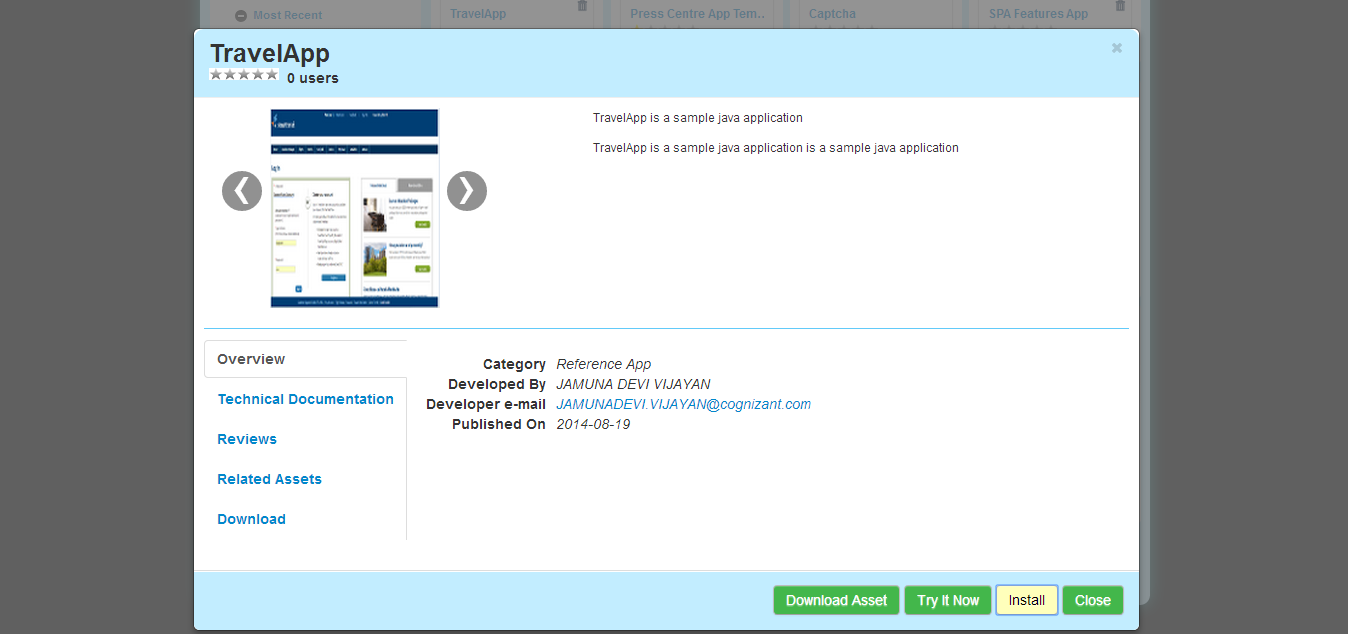 Most Recent
TravelApp
Press Centre App Tem..
Captcha
SPA Features App
TravelApp
0 users
TravelApp is a sample java application
TravelApp is a sample java application is a sample java application
Overview
Technical Documentation
Reviews
Related Assets
Download
Category Reference App
Developed By JAMUNA DEVI VIJAYAN
Developer e-mail JAMUNADEVI.VIJAYAN@cognizant.com
Published On 2014-08-19
Download Asset
Try It Now
Install
Close